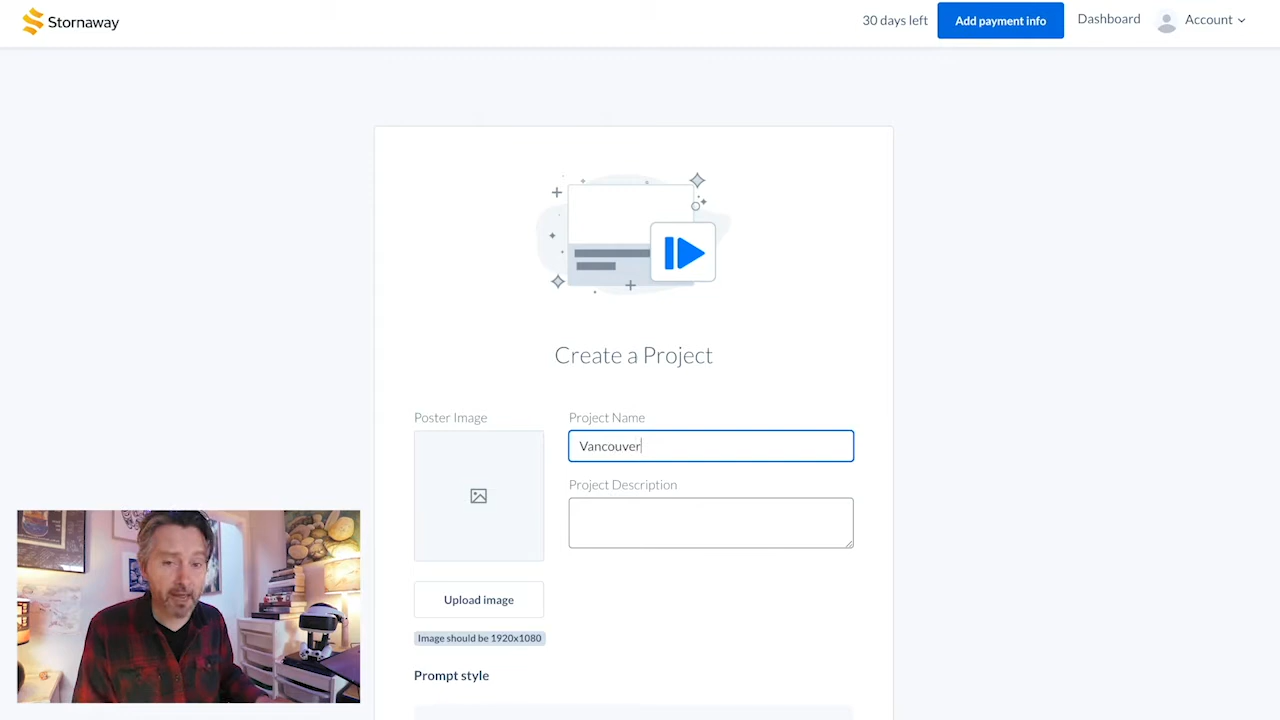 Stornaway
30 days left
Add payment info
Dashboard
Account
Create a Project
Poster Image
Project Name
Vancouver
Project Description
Upload image
Image should be 1920x1080
Prompt style